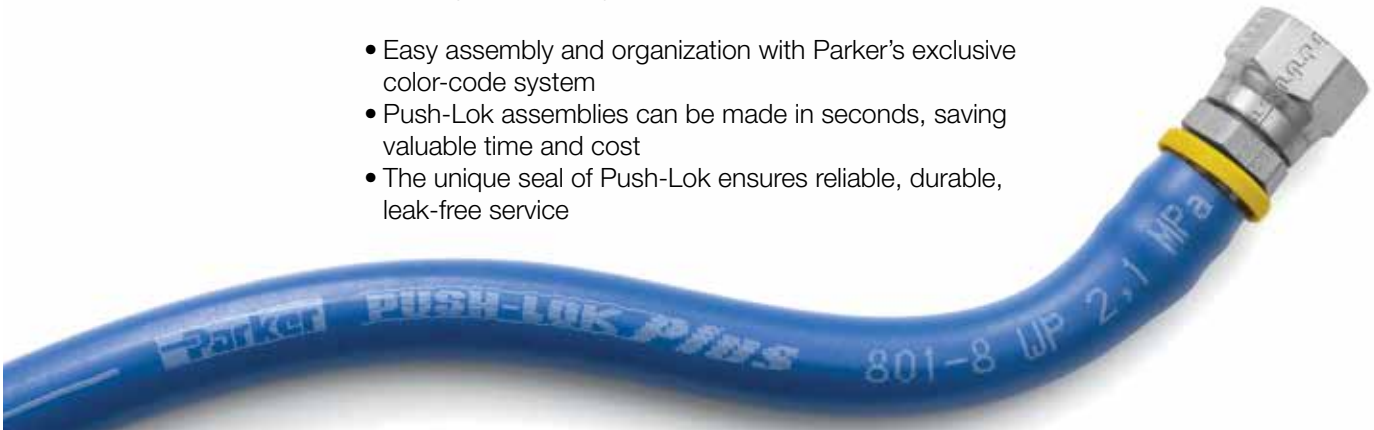 • Easy assembly and organization with Parker's exclusive
color-code system
• Push-Lok assemblies can be made in seconds, saving
valuable time and cost
• The unique seal of Push-Lok ensures reliable, durable,
leak-free service
Parker PUSH-LOK Plus 801-8 WP 2,1 MPa